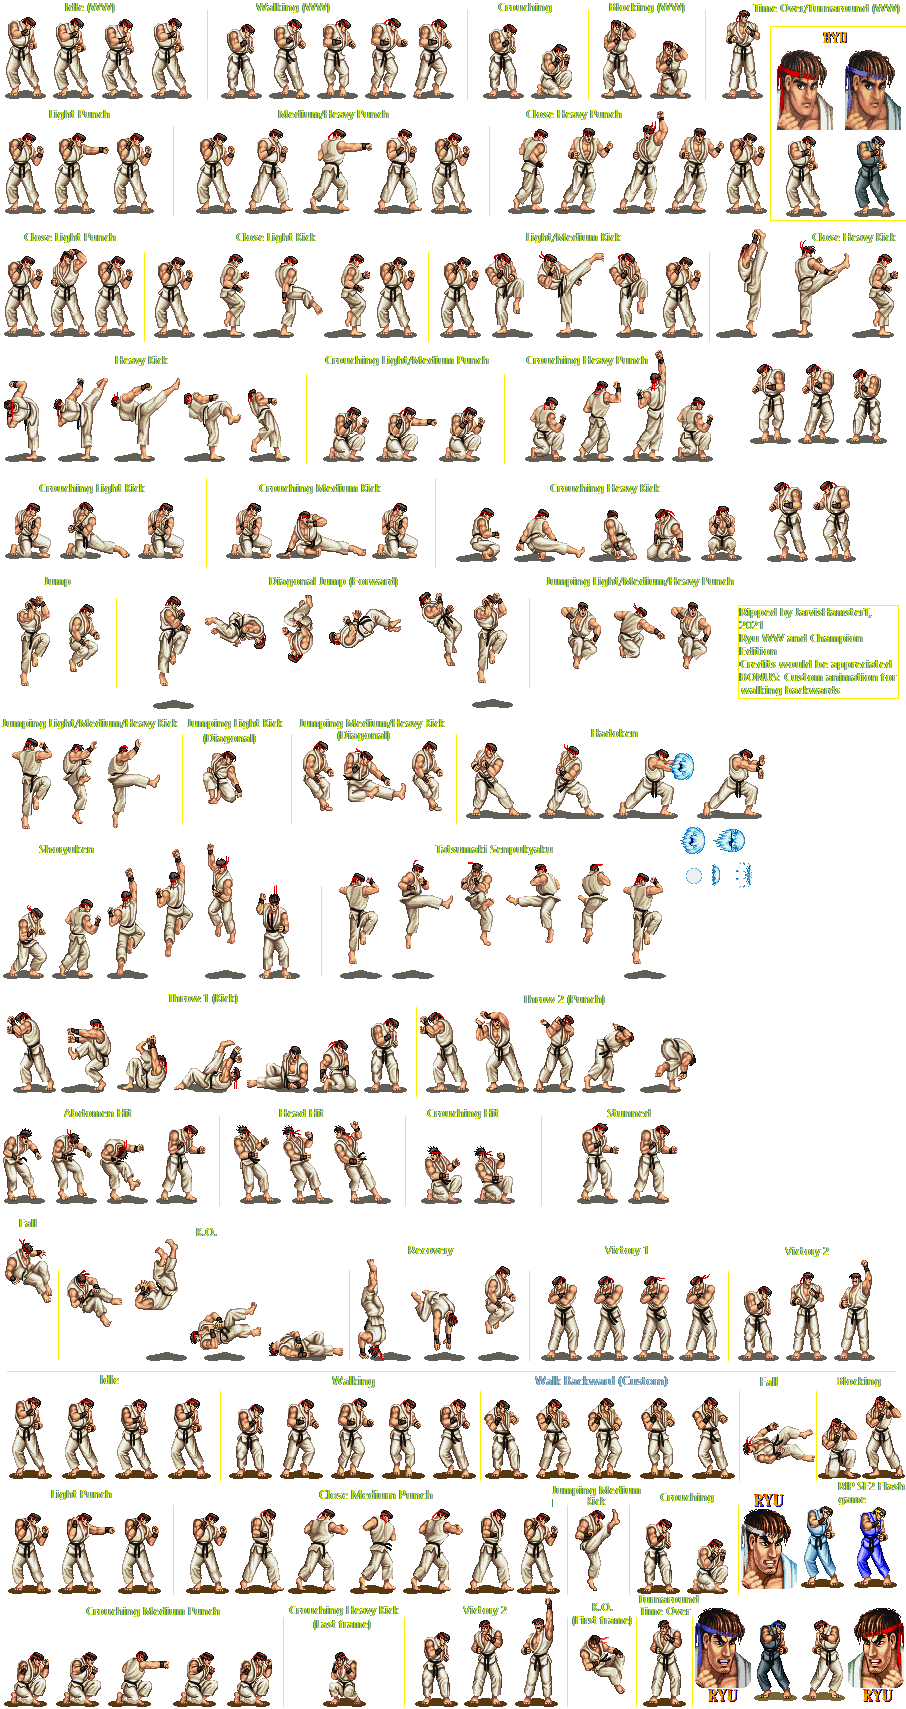 Idle (WW)
Walking (WW)
Crouching
Blocking (WW)
Time Over/Turnaround (WW)
RYU
Light Punch
Medium/Heavy Punch
Close Heavy Punch
Close Light Punch
Close Light Kick
Light/Medium Kick
Close Heavy Kick
Heavy Kick
Crouching Light/Medium Punch
Crouching Heavy Punch
Crouching Light Kick
Crouching Medium Kick
Crouching Heavy Kick
Jump
Diagonal Jump (Forward)
Jumping Light/Medium/Heavy Punch
Ripped by JarvisHamsterT,
2021
Ryu WW and Champion
Edition
Credits would be appreciated
BONUS: Custom animation for
walking backwards
Jumping Light/Medium/Heavy Kick
Jumping Light Kick
(Diagonal)
Jumping Medium/Heavy Kick
(Diagonal)
Hadoken
Shoryuken
Tatsumaki Senpukyaku
Throw 1 (Kick)
Throw 2 (Punch)
Abdomen Hit
Head Hit
Crouching Hit
Stunned
Fall
K.O.
Recovery
Victory 1
Victory 2
Idle
Walking
Walk Backward (Custom)
Fall
Blocking
Light Punch
Close Medium Punch
Jumping Medium
Kick
Crouching
RYU
RIP SF2 Flash
game
Crouching Medium Punch
Crouching Heavy Kick
(Last frame)
Victory 2
K.O.
(First frame)
Turnaround
Time Over
RYU
RYU